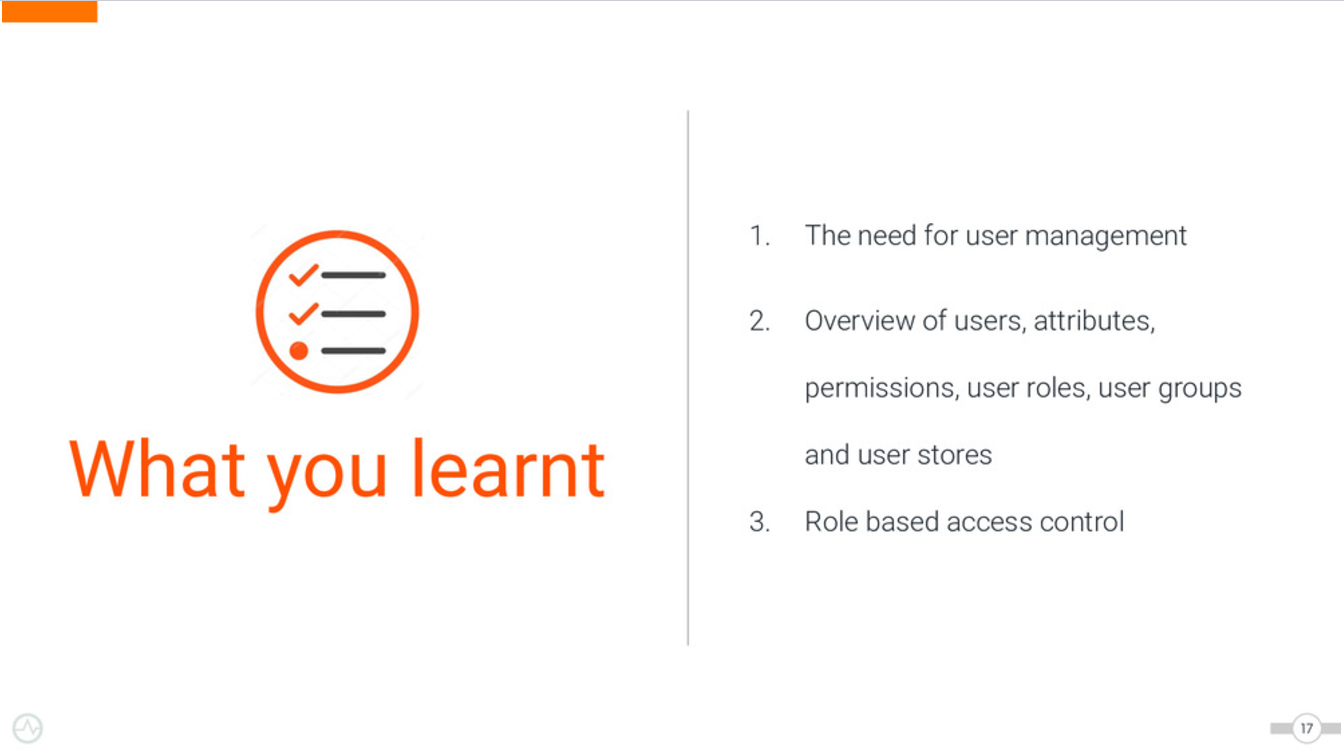 What you learnt
1. The need for user management
2. Overview of users, attributes,
permissions, user roles, user groups
and user stores
3. Role based access control
17